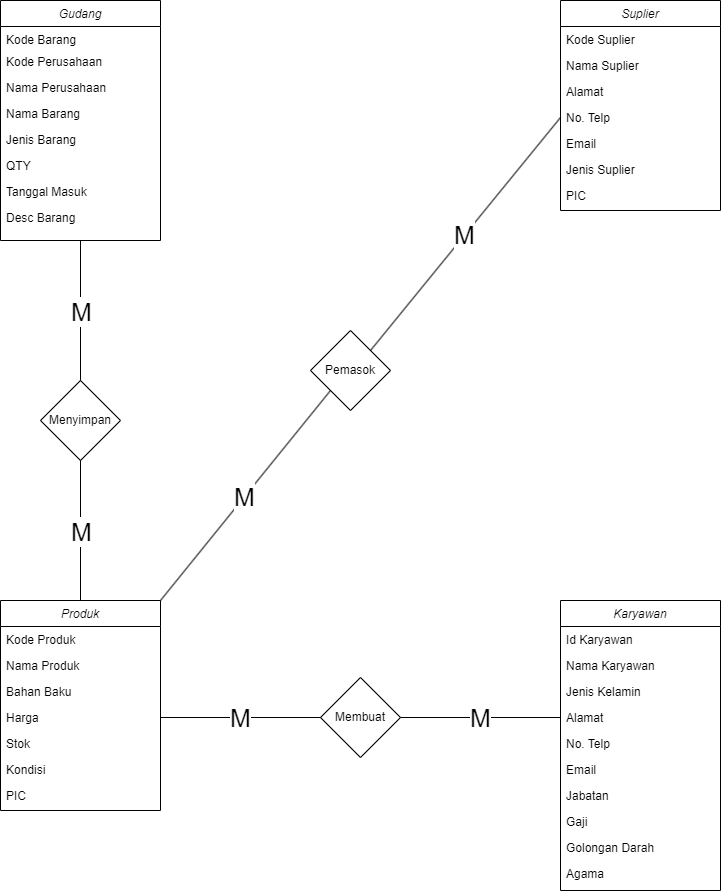 Gudang
Kode Barang
Kode Perusahaan
Nama Perusahaan
Nama Barang
Jenis Barang
QTY
Tanggal Masuk
Desc Barang
Suplier
Kode Suplier
Nama Suplier
Alamat
No. Telp
Email
Jenis Suplier
PIC
M
M
Pemasok
M
Menyimpan
M
Produk
Kode Produk
Nama Produk
Bahan Baku
Harga
Stok
Kondisi
PIC
M
Membuat
M
Karyawan
Id Karyawan
Nama Karyawan
Jenis Kelamin
Alamat
No. Telp
Email
Jabatan
Gaji
Golongan Darah
Agama